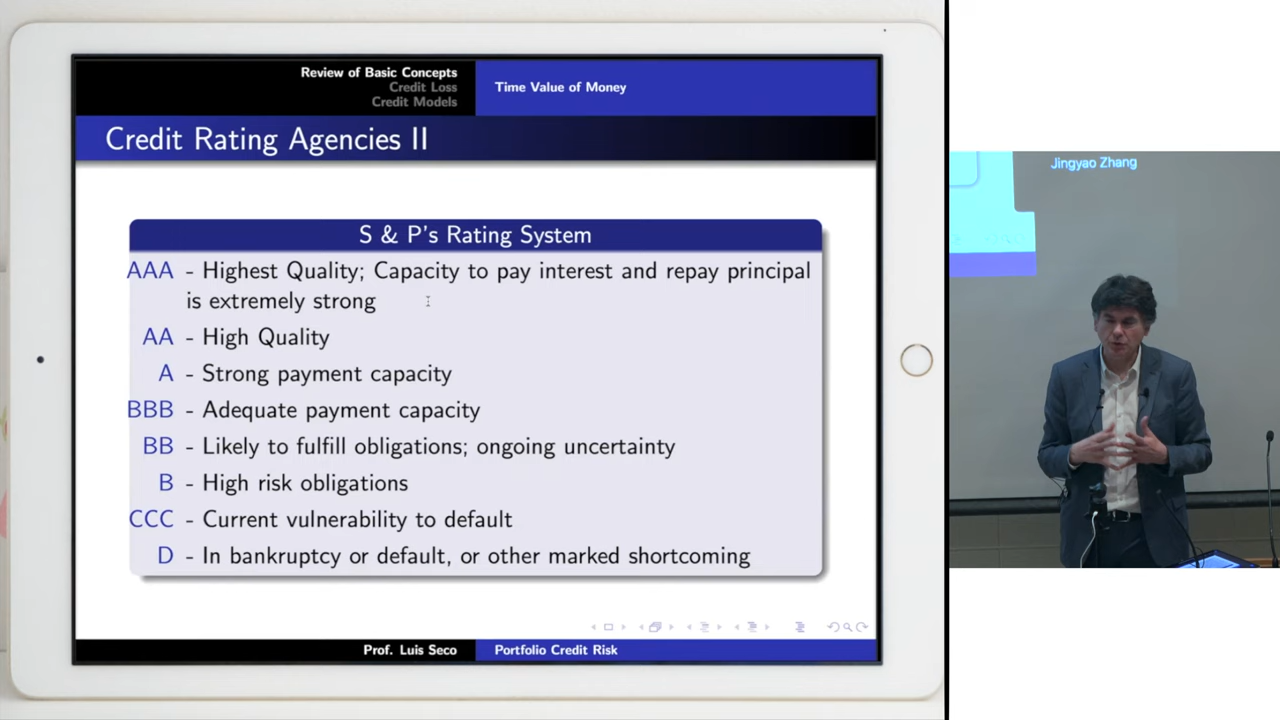 Review of Basic Concepts
Credit Loss
Credit Models
Time Value of Money
Credit Rating Agencies II
S & P's Rating System
AAA - Highest Quality; Capacity to pay interest and repay principal
is extremely strong
AA - High Quality
A - Strong payment capacity
BBB - Adequate payment capacity
BB - Likely to fulfill obligations; ongoing uncertainty
B - High risk obligations
CCC - Current vulnerability to default
D - In bankruptcy or default, or other marked shortcoming
Prof. Luis Seco
Portfolio Credit Risk
Jingyao Zhang